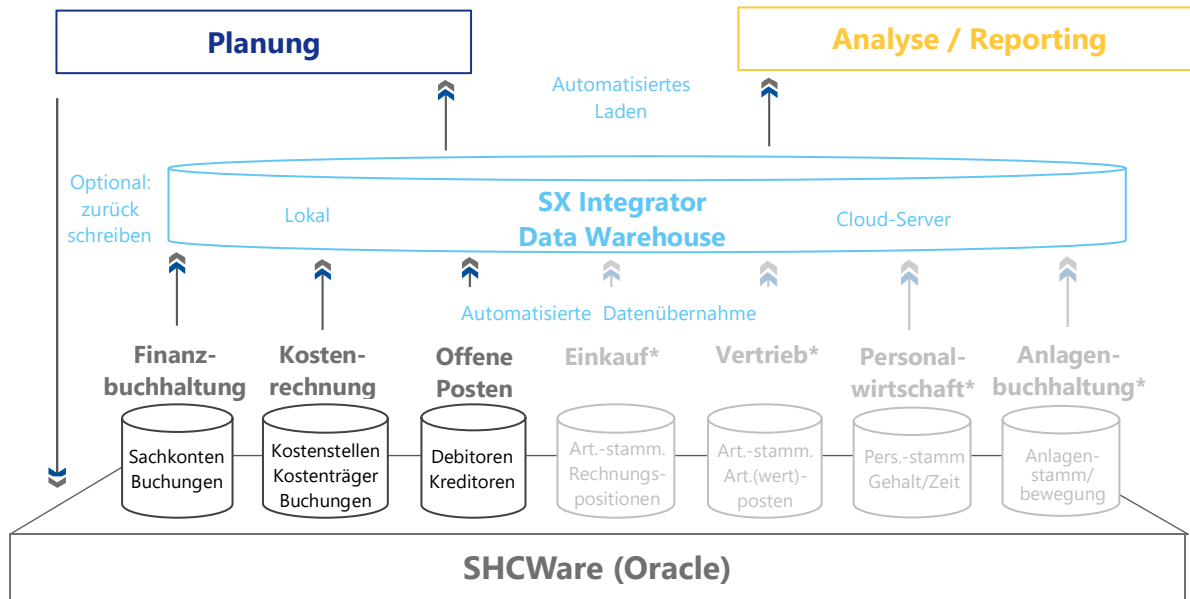 Planung
Analyse / Reporting
Automatisiertes
Laden
Optional:
zurück
schreiben
Lokal
SX Integrator
Data Warehouse
Cloud-Server
Automatisierte Datenübernahme
Finanz-
buchhaltung
Kosten-
rechnung
Offene
Posten
Einkauf*
Vertrieb*
Personal-
wirtschaft*
Anlagen-
buchhaltung*
Sachkonten
Buchungen
Kostenstellen
Kostenträger
Buchungen
Debitoren
Kreditoren
Art.-stamm.
Rechnungs-
positionen
Art.-stamm.
Art.(wert)-
posten
Pers.-stamm
Gehalt/Zeit
Anlagen-
stamm/
bewegung
SHCWare (Oracle)